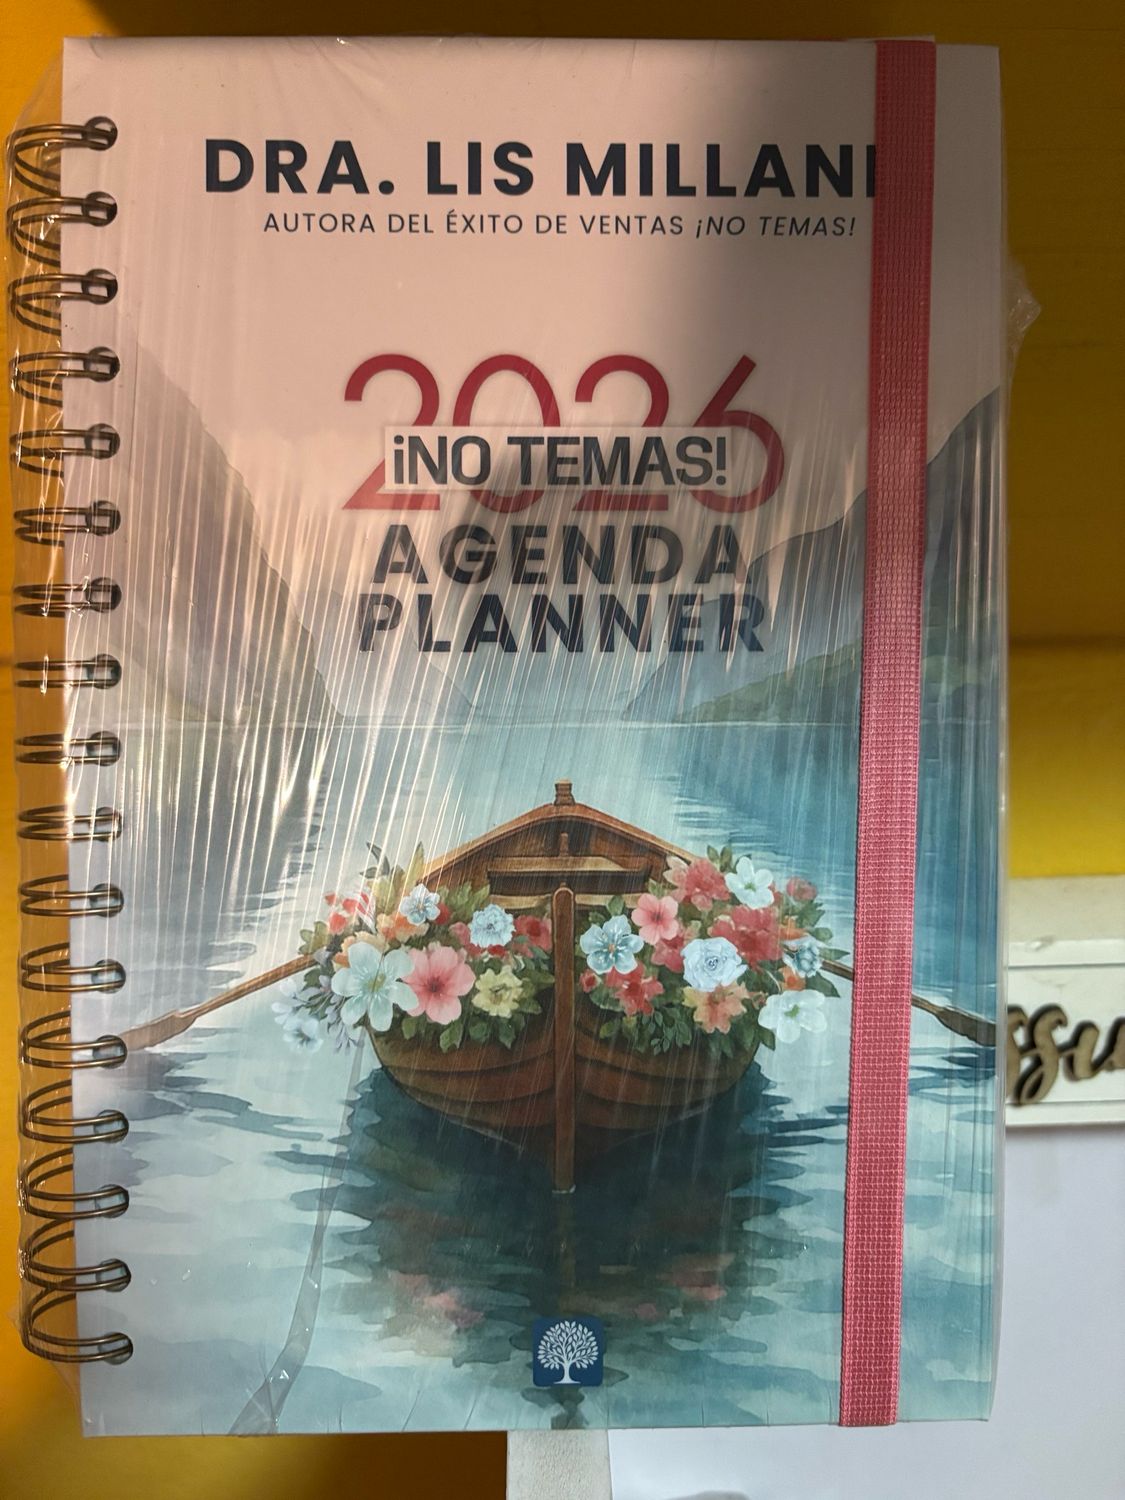 DRA. LIS MILLAN
AUTORA DEL ÉXITO DE VENTAS ¡NO TEMAS!
2026
¡NO TEMAS!
AGENDA
PLANNER